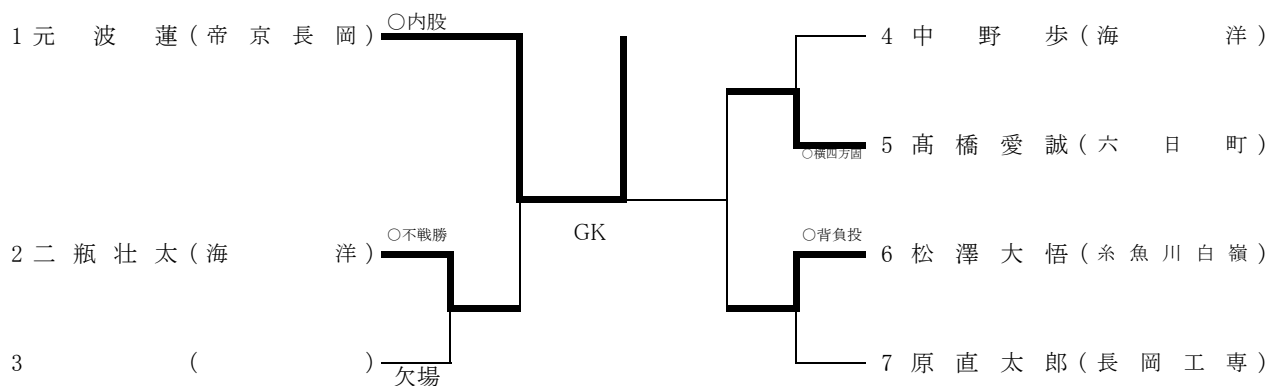 1 元波蓮(帝京長岡)
○内股
2 二瓶壮太(海洋)
○不戦勝
3 ( )
欠場
GK
4 中野歩(海洋)
5 髙橋愛誠(六日町)
○横四方固
6 松澤大悟(糸魚川白嶺)
○背負投
7 原直太郎(長岡工専)